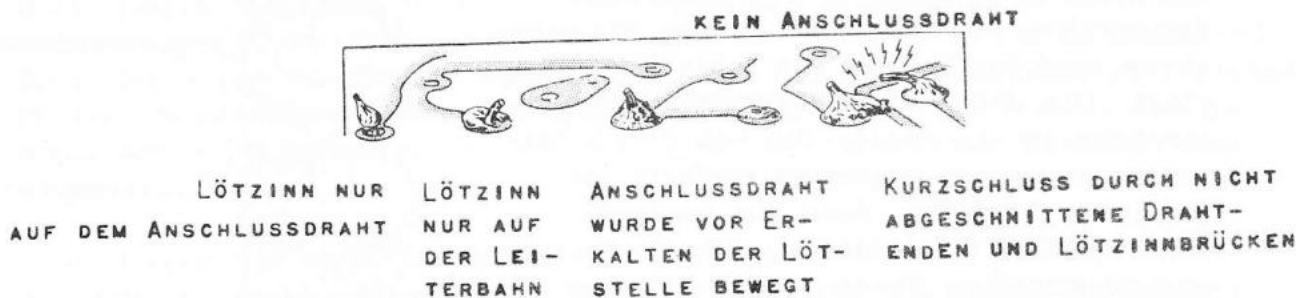 KEIN ANSCHLUSSDRAHT
LÖTZINN NUR
AUF DEM ANSCHLUSSDRAHT
LÖTZINN
NUR AUF
DER LEI-
TERBAHN
ANSCHLUSSDRAHT
WURDE VOR ER-
KALTEN DER LÖT-
STELLE BEWEGT
KURZSCHLUSS DURCH NICHT
ABGESCHNITTENE DRAHT-
ENDEN UND LÖTZINNBRÜCKEN